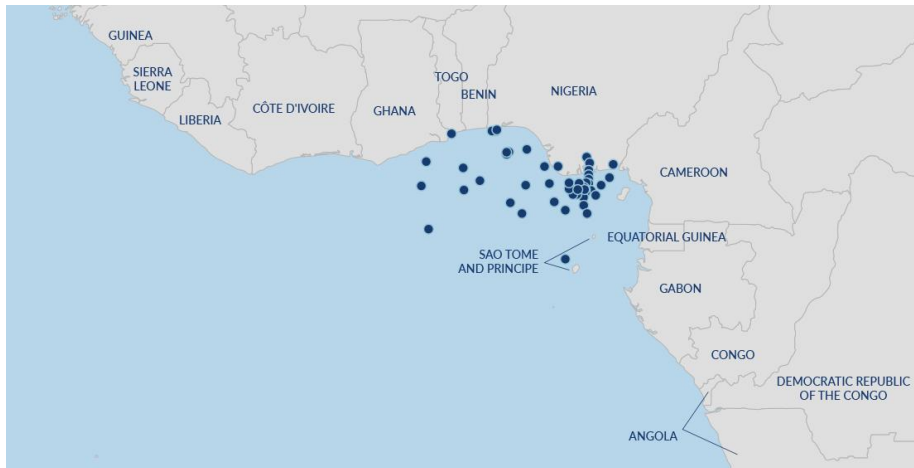 GUINEA
SIERRA
LEONE
LIBERIA
CÔTE D'IVOIRE
GHANA
TOGO
BENIN
NIGERIA
CAMEROON
EQUATORIAL GUINEA
SAO TOME
AND PRINCIPE
GABON
CONGO
DEMOCRATIC REPUBLIC
OF THE CONGO
ANGOLA